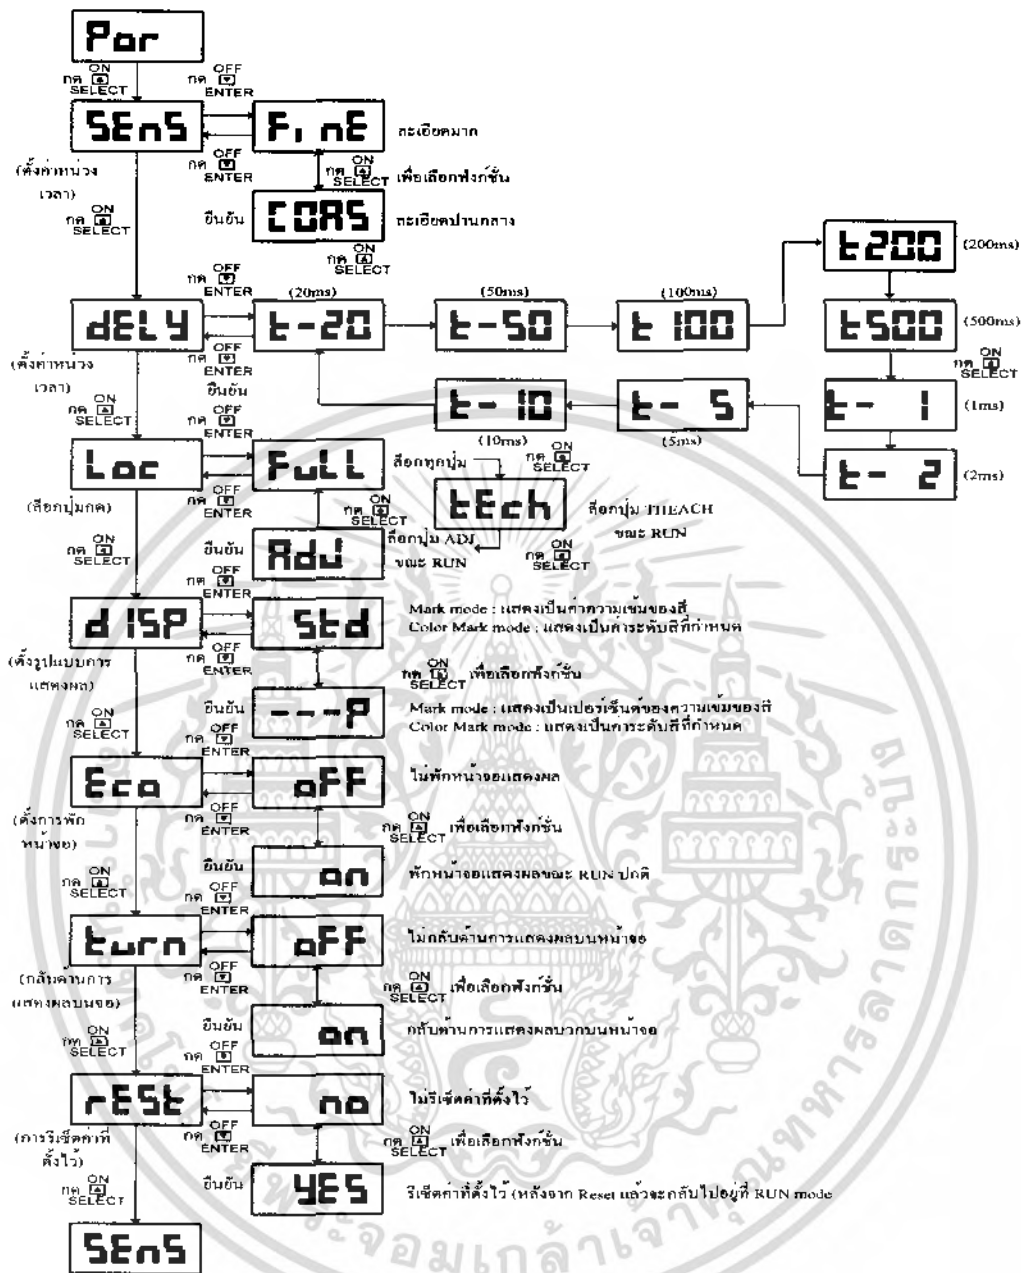 Par
กด ON SELECT
กด OFF ENTER
SEnS
FinE
ละเอียดมาก
(ตั้งค่าหน่วง
เวลา)
กด OFF ENTER
กด ON SELECT เพื่อเลือกฟังก์ชั่น
กด ON SELECT
ยืนยัน
COAS
ละเอียดปานกลาง
กด OFF ENTER
กด ON SELECT
t200
(200ms)
(20ms)
(50ms)
(100ms)
dELY
t-20
t-50
t 100
t500
(500ms)
กด ON SELECT
(ตั้งค่าหน่วง
เวลา)
กด OFF ENTER
กด ON SELECT
ยืนยัน
t-10
t- 5
t- 1
(1ms)
กด OFF ENTER
(10ms)
(5ms)
Loc
FuLL
ล็อกทุกปุ่ม
กด ON SELECT
t- 2
(2ms)
(ล็อกปุ่มกด)
กด OFF ENTER
กด ON SELECT
tEch
ล็อกปุ่ม THEACH
ขณะ RUN
กด ON SELECT
ยืนยัน
Adu
ล็อกปุ่ม ADJ
ขณะ RUN
กด ON SELECT
กด OFF ENTER
dISP
Std
Mark mode : แสดงเป็นค่าความเข้มของสี
Color Mark mode : แสดงเป็นค่าระดับสีที่กำหนด
(ตั้งรูปแบบการ
แสดงผล)
กด OFF ENTER
กด ON SELECT เพื่อเลือกฟังก์ชั่น
กด ON SELECT
ยืนยัน
---P
Mark mode : แสดงเป็นเปอร์เซ็นต์ของความเข้มของสี
Color Mark mode : แสดงเป็นค่าระดับสีที่กำหนด
กด OFF ENTER
Eco
oFF
ไม่พักหน้าจอแสดงผล
(ตั้งการพัก
หน้าจอ)
กด OFF ENTER
กด ON SELECT เพื่อเลือกฟังก์ชั่น
กด ON SELECT
ยืนยัน
on
พักหน้าจอแสดงผลขณะ RUN ปกติ
กด OFF ENTER
turn
oFF
ไม่กลับด้านการแสดงผลบนหน้าจอ
(กลับด้านการ
แสดงผลบนจอ)
กด OFF ENTER
กด ON SELECT เพื่อเลือกฟังก์ชั่น
กด ON SELECT
ยืนยัน
on
กลับด้านการแสดงผลบวกบนหน้าจอ
กด OFF ENTER
rESt
no
ไม่รีเซ็ตค่าที่ตั้งไว้
(การรีเซ็ตค่าที่
ตั้งไว้)
กด OFF ENTER
กด ON SELECT เพื่อเลือกฟังก์ชั่น
กด ON SELECT
ยืนยัน
YES
รีเซ็ตค่าที่ตั้งไว้ (หลังจาก Reset แล้วจะกลับไปอยู่ที่ RUN mode
SEnS